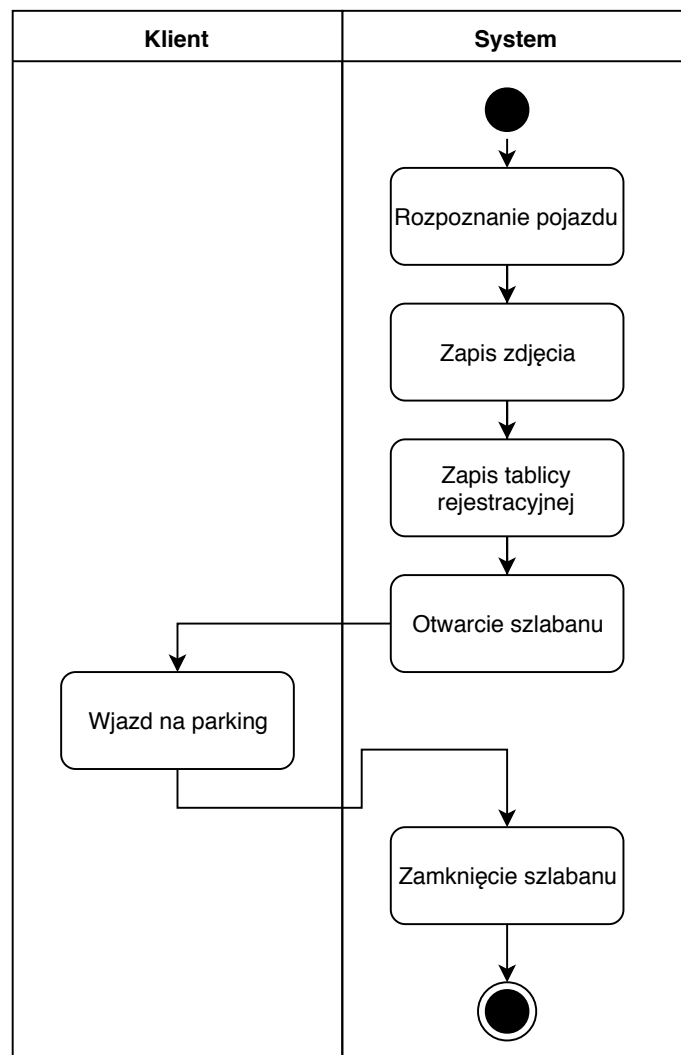 Klient
System
Rozpoznanie pojazdu
Zapis zdjęcia
Zapis tablicy
rejestracyjnej
Otwarcie szlabanu
Wjazd na parking
Zamknięcie szlabanu